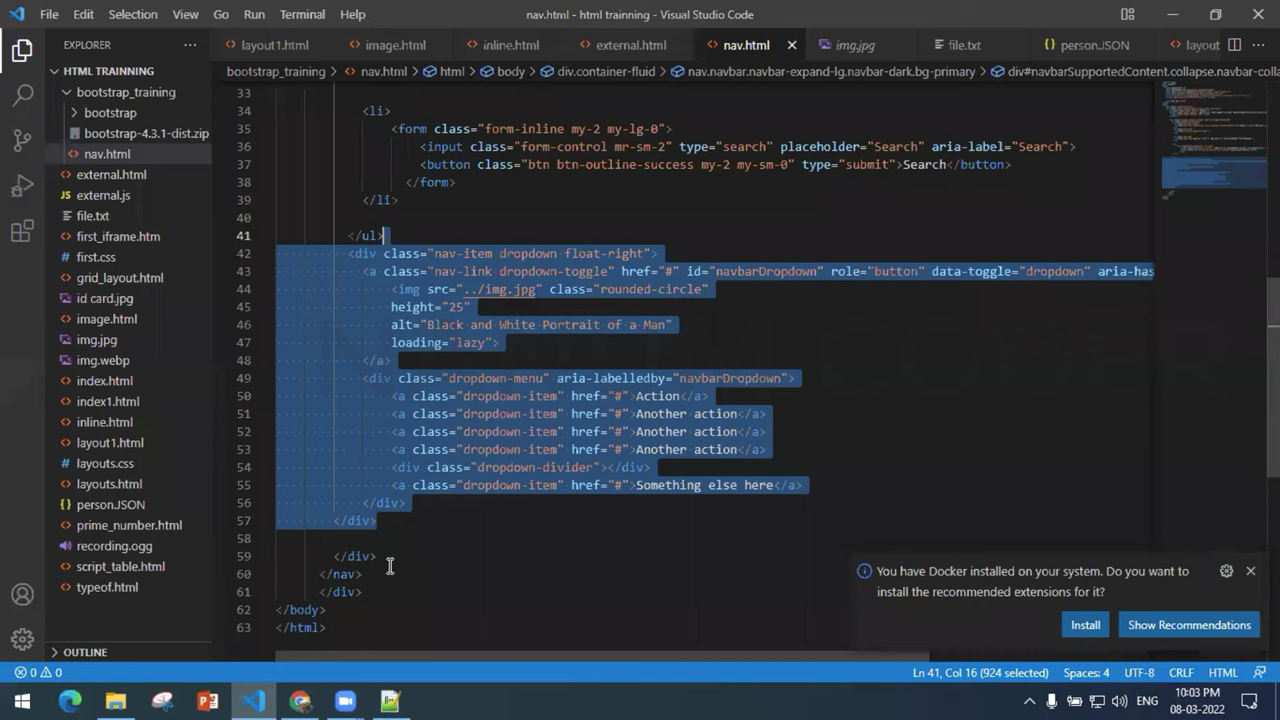 File Edit Selection View Go Run Terminal Help nav.html - html trainning - Visual Studio Code
EXPLORER
layout1.html image.html inline.html external.html nav.html img.jpg file.txt personJSON layout
HTML TRAINNING
bootstrap_training > nav.html > html > body > div.container-fluid > nav.navbar.navbar-expand-lg.navbar-dark.bg-primary > div#navbarSupportedContent.collapse.navbar-colla
bootstrap_training
bootstrap
bootstrap-4.3.1-dist.zip
nav.html
external.html
external.js
file.txt
first_iframe.htm
first.css
grid_layout.html
id card.jpg
image.html
img.jpg
img.webp
index.html
index1.html
inline.html
layout1.html
layouts.css
layouts.html
personJSON
prime_number.html
recording.ogg
script_table.html
typeof.html
OUTLINE
33
34 <li>
35 <form class="form-inline my-2 my-lg-0">
36 <input class="form-control mr-sm-2" type="search" placeholder="Search" aria-label="Search">
37 <button class="btn btn-outline-success my-2 my-sm-0" type="submit">Search</button>
38 </form>
39 </li>
40
41 </ul>
42 <div class="nav-item dropdown float-right">
43 <a class="nav-link dropdown-toggle" href="#" id="navbarDropdown" role="button" data-toggle="dropdown" aria-has
44 <img src="../img.jpg" class="rounded-circle"
45 height="25"
46 alt="Black and White Portrait of a Man"
47 loading="lazy">
48 </a>
49 <div class="dropdown-menu" aria-labelledby="navbarDropdown">
50 <a class="dropdown-item" href="#">Action</a>
51 <a class="dropdown-item" href="#">Another action</a>
52 <a class="dropdown-item" href="#">Another action</a>
53 <a class="dropdown-item" href="#">Another action</a>
54 <div class="dropdown-divider"></div>
55 <a class="dropdown-item" href="#">Something else here</a>
56 </div>
57 </div>
58
59 </div>
60 </nav>
61 </div>
62 </body>
63 </html>
You have Docker installed on your system. Do you want to
install the recommended extensions for it?
Install Show Recommendations
0 0 Ln 41, Col 16 (924 selected) Spaces: 4 UTF-8 CRLF HTML
ENG 10:03 PM
08-03-2022